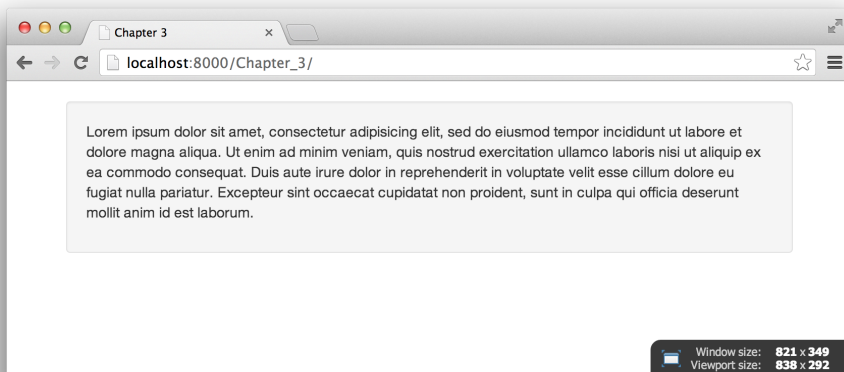 Chapter 3
localhost:8000/Chapter_3/
Lorem ipsum dolor sit amet, consectetur adipisicing elit, sed do eiusmod tempor incididunt ut labore et
dolore magna aliqua. Ut enim ad minim veniam, quis nostrud exercitation ullamco laboris nisi ut aliquip ex
ea commodo consequat. Duis aute irure dolor in reprehenderit in voluptate velit esse cillum dolore eu
fugiat nulla pariatur. Excepteur sint occaecat cupidatat non proident, sunt in culpa qui officia deserunt
mollit anim id est laborum.
Window size: 821 x 349
Viewport size: 838 x 292